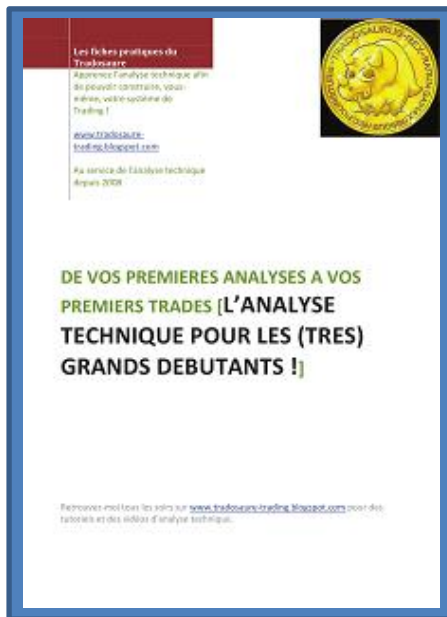 Les fiches pratiques du
Tradosaure
Apprenez l'analyse technique afin
de pouvoir construire, vous-
même, votre système de
Trading !
www.tradosaure-
trading.blogspot.com
Au service de l'analyse technique
depuis 2008
DE VOS PREMIERES ANALYSES A VOS
PREMIERS TRADES [L'ANALYSE
TECHNIQUE POUR LES (TRES)
GRANDS DEBUTANTS !]
Retrouvez-moi tous les soirs sur www.tradosaure-trading.blogspot.com pour des
tutoriels et des vidéos d'analyse technique.